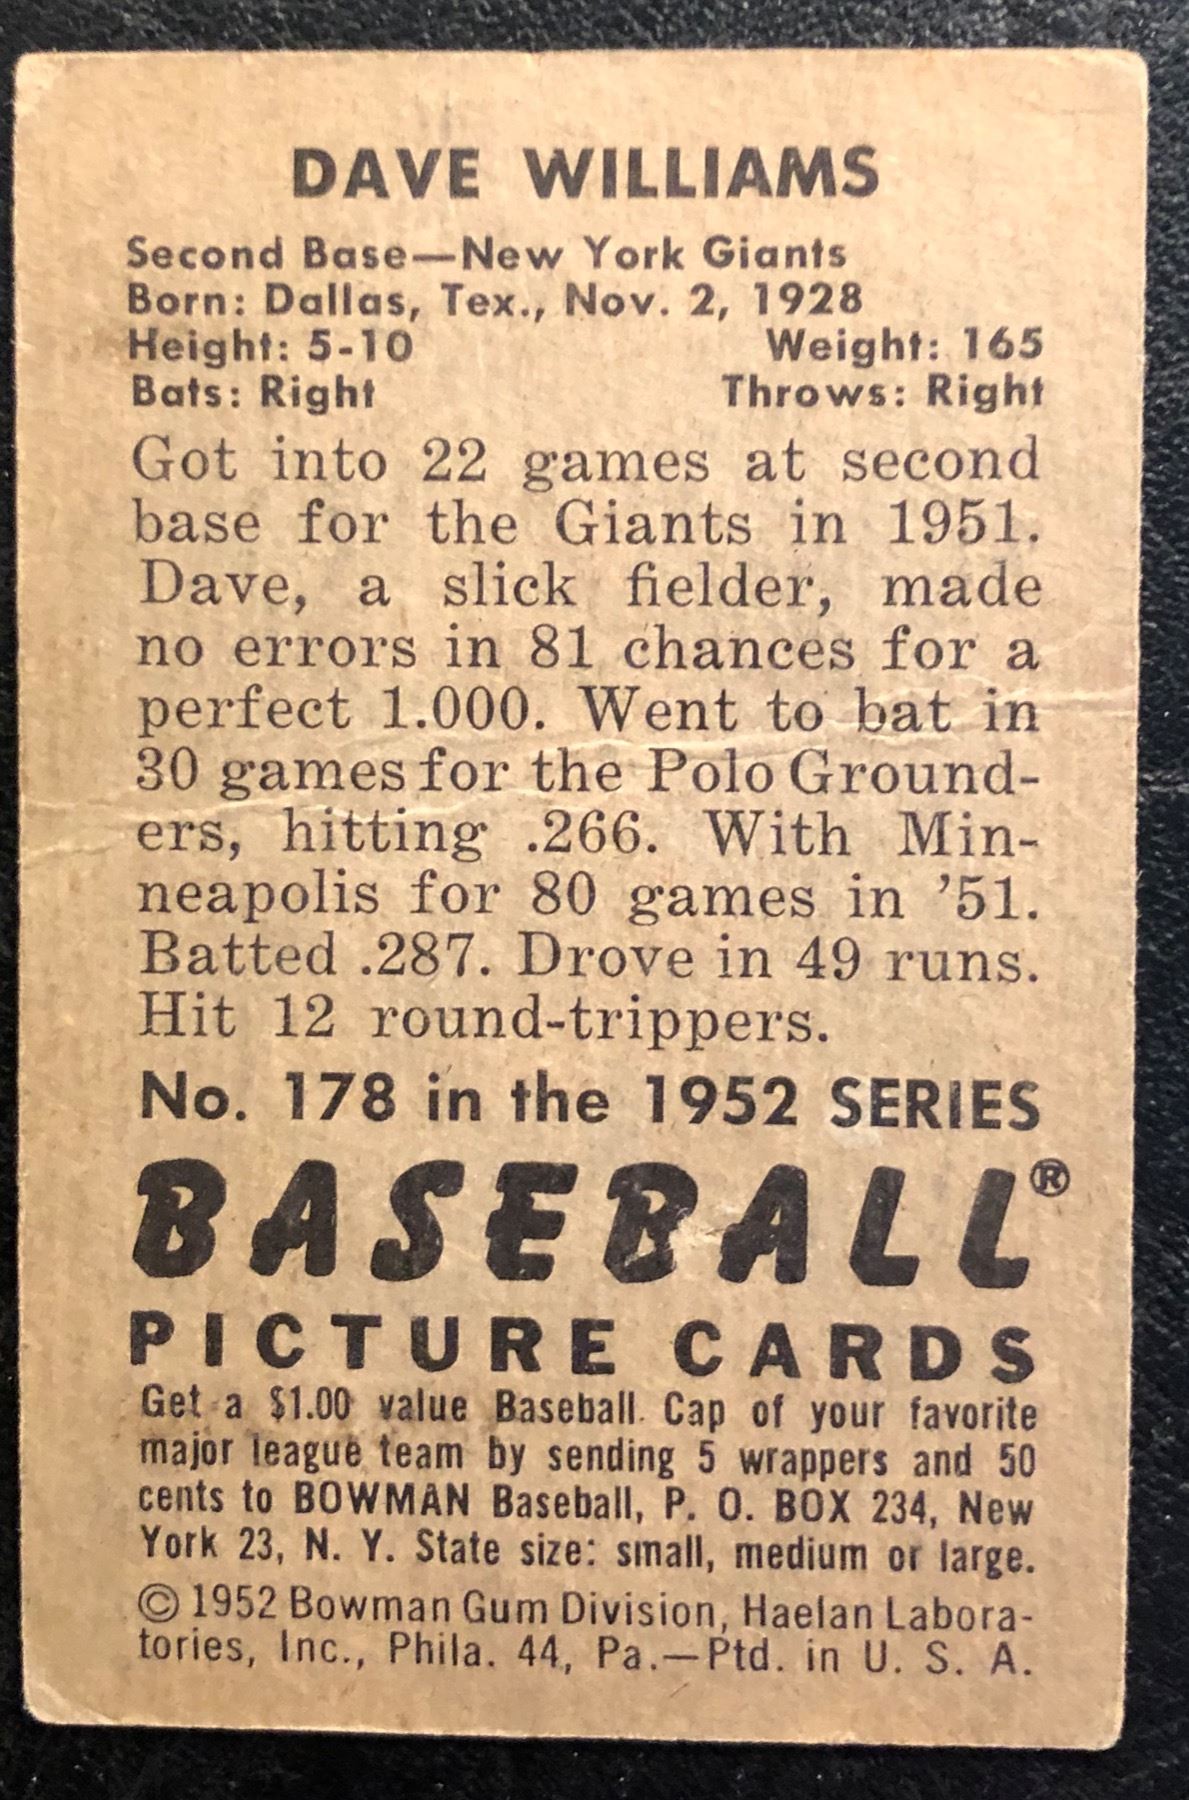 DAVE WILLIAMS
Second Base—New York Giants
Born: Dallas, Tex., Nov. 2, 1928
Height: 5-10 Weight: 165
Bats: Right Throws: Right
Got into 22 games at second
base for the Giants in 1951.
Dave, a slick fielder, made
no errors in 81 chances for a
perfect 1.000. Went to bat in
30 games for the Polo Ground-
ers, hitting .266. With Min-
neapolis for 80 games in ’51.
Batted .287. Drove in 49 runs.
Hit 12 round-trippers.
No. 178 in the 1952 SERIES
BASEBALL®
PICTURE CARDS
Get a $1.00 value Baseball Cap of your favorite
major league team by sending 5 wrappers and 50
cents to BOWMAN Baseball, P. O. BOX 234, New
York 23, N. Y. State size: small, medium or large.
© 1952 Bowman Gum Division, Haelan Labora-
tories, Inc., Phila. 44, Pa.—Ptd. in U. S. A.